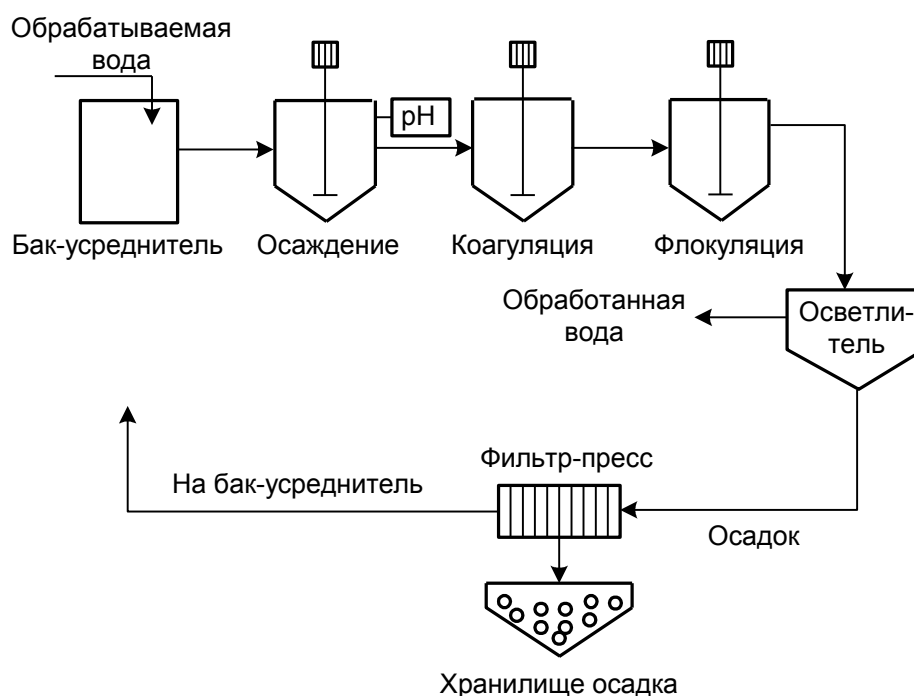 Обрабатываемая
вода
pH
Бак-усреднитель
Осаждение
Коагуляция
Флокуляция
Обработанная
вода
Осветли-
тель
Фильтр-пресс
На бак-усреднитель
Осадок
Хранилище осадка